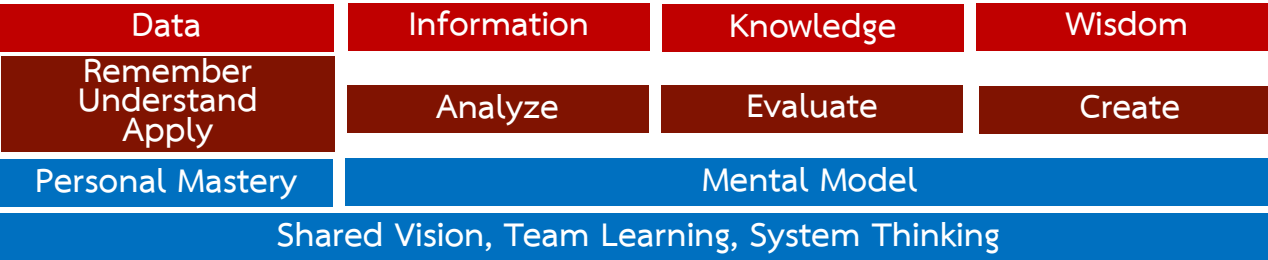 Data
Information
Knowledge
Wisdom
Remember
Understand
Apply
Analyze
Evaluate
Create
Personal Mastery
Mental Model
Shared Vision, Team Learning, System Thinking